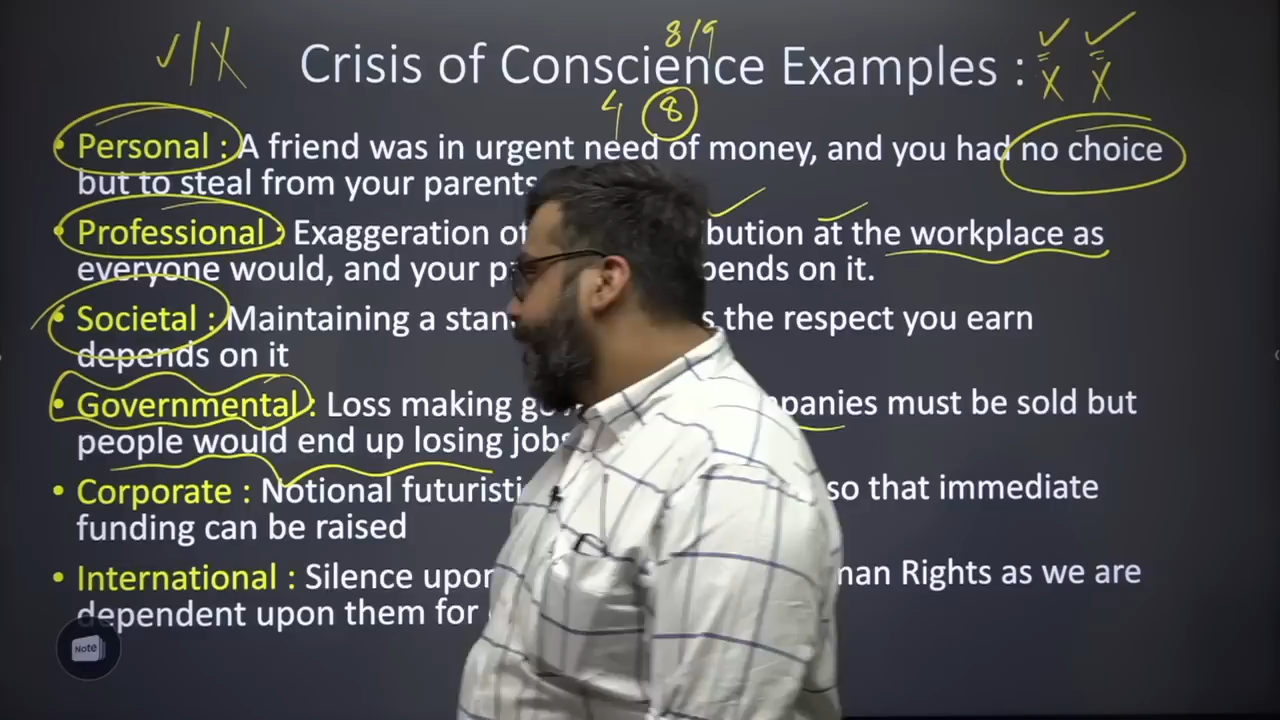 ✓/X
8/9
Crisis of Conscience Examples :
✓ ✓
X X
4 8
• Personal : A friend was in urgent need of money, and you had no choice
but to steal from your parents
• Professional : Exaggeration of bution at the workplace as
everyone would, and your pends on it.
• Societal : Maintaining a the respect you earn
depends on it
• Governmental : Loss making panies must be sold but
people would end up losing jobs
• Corporate : Notional so that immediate
funding can be raised
• International : Silence upon man Rights as we are
dependent upon them for
Note